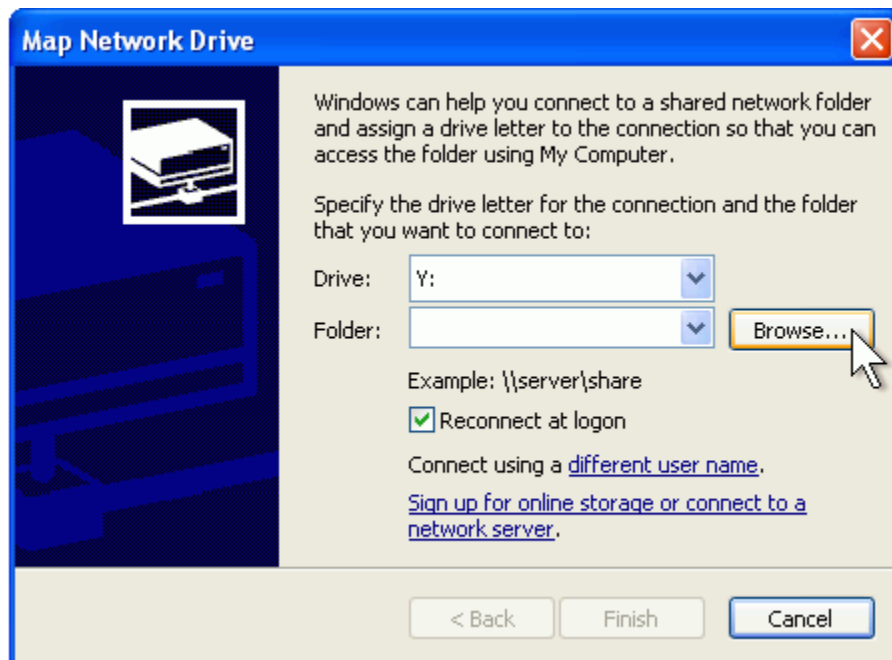 Map Network Drive
Windows can help you connect to a shared network folder
and assign a drive letter to the connection so that you can
access the folder using My Computer.
Specify the drive letter for the connection and the folder
that you want to connect to:
Drive: Y:
Folder: Browse...
Example: \\server\share
Reconnect at logon
Connect using a different user name.
Sign up for online storage or connect to a
network server.
< Back Finish Cancel